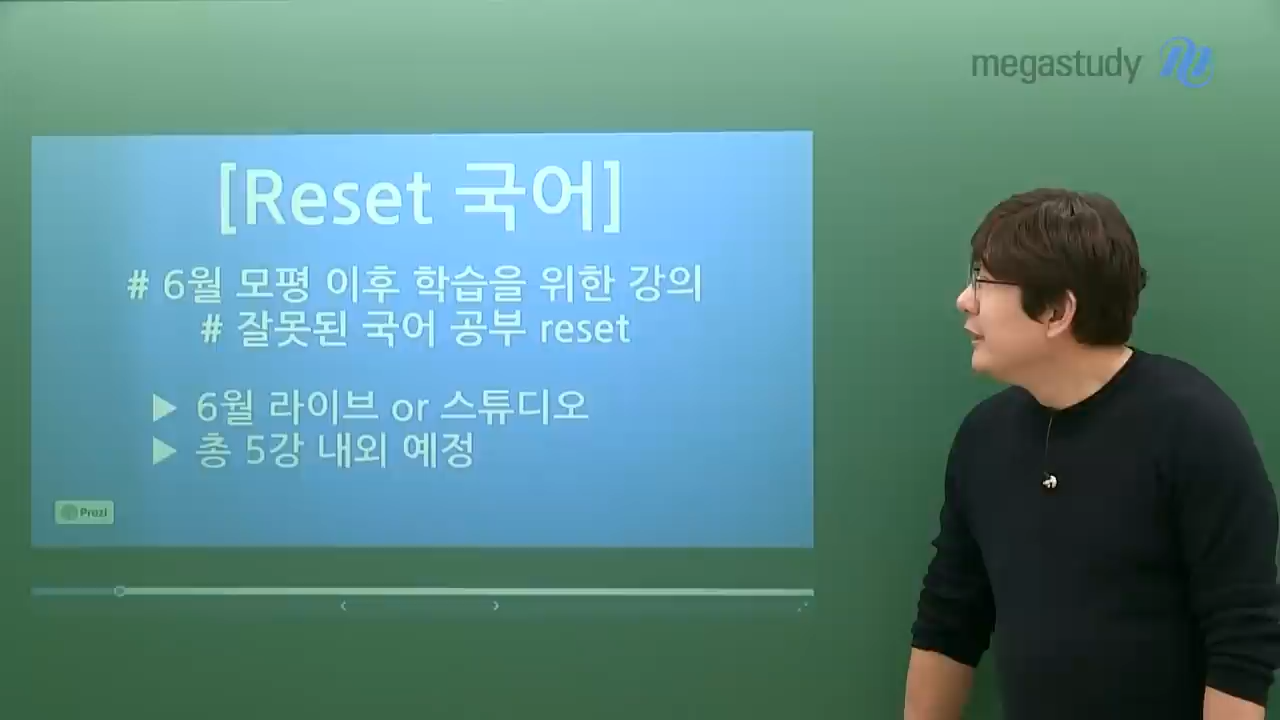 megastudy
[Reset 국어]
# 6월 모평 이후 학습을 위한 강의
# 잘못된 국어 공부 reset
▶ 6월 라이브 or 스튜디오
▶ 총 5강 내외 예정
Prezi